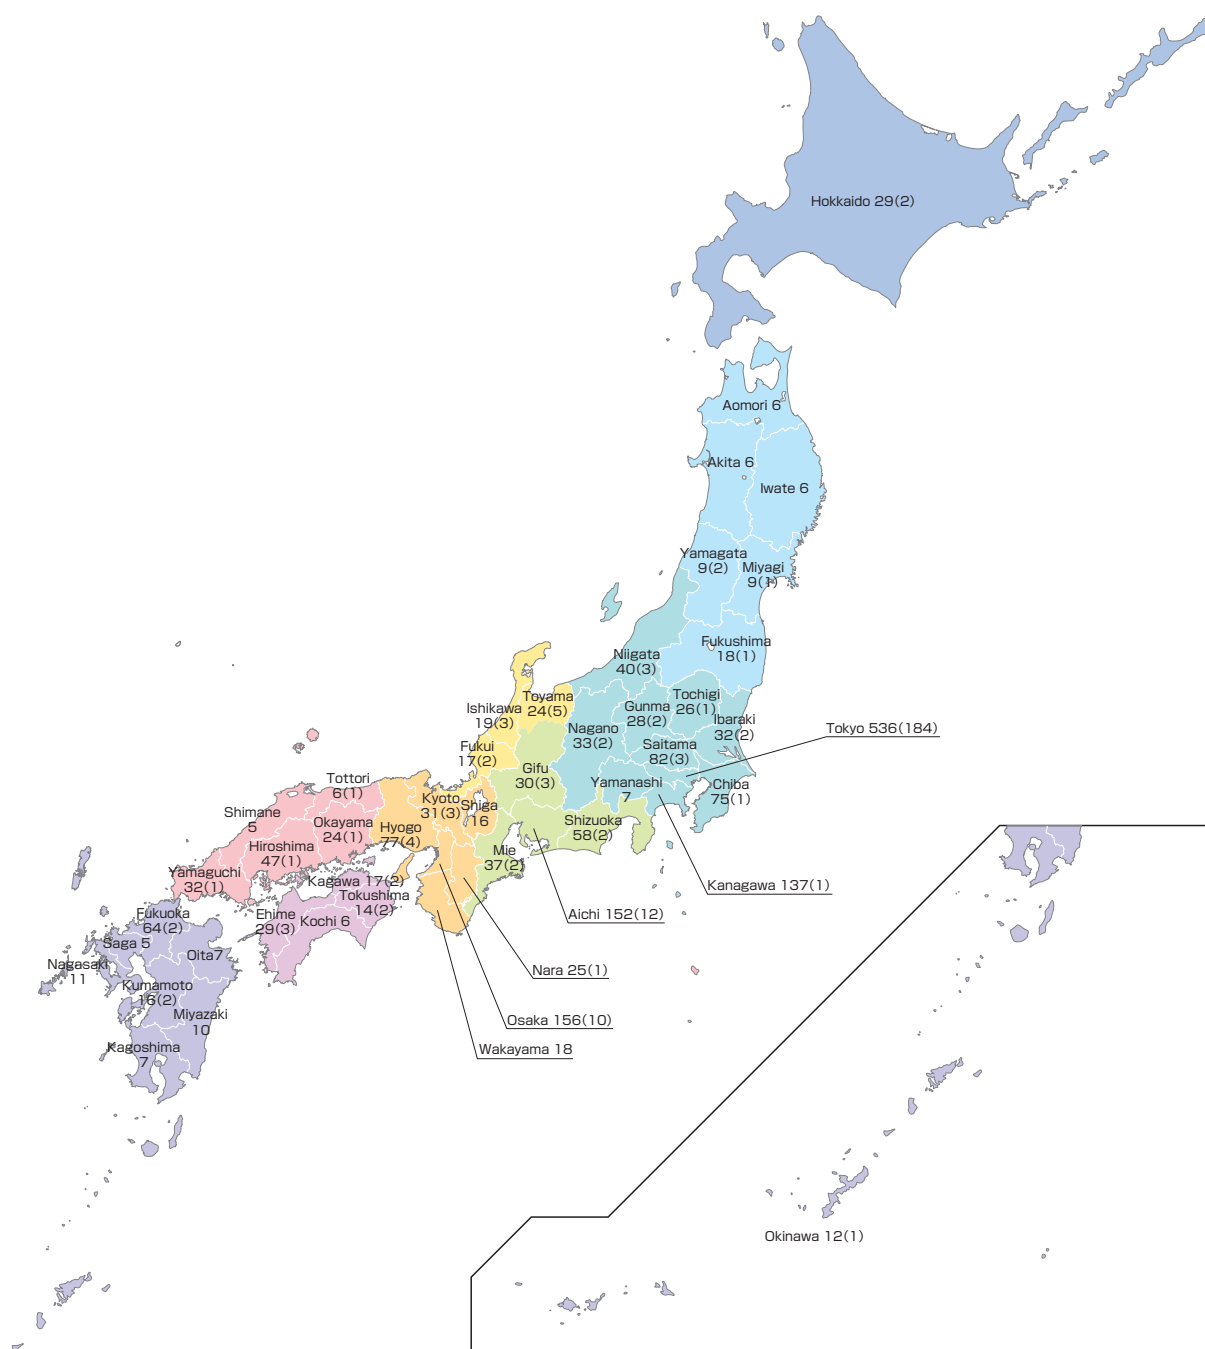 Hokkaido 29(2)
Aomori 6
Akita 6
Iwate 6
Yamagata
9(2)
Miyagi
9(1)
Fukushima
18(1)
Niigata
40(3)
Tochigi
26(1)
Gunma
28(2)
Ibaraki
32(2)
Toyama
24(5)
Ishikawa
19(3)
Nagano
33(2)
Saitama
82(3)
Tokyo 536(184)
Fukui
17(2)
Gifu
30(3)
Yamanashi
7
Chiba
75(1)
Tottori
6(1)
Kyoto
31(3)
Shiga
16
Shimane
5
Okayama
24(1)
Hyogo
77(4)
Shizuoka
58(2)
Hiroshima
47(1)
Mie
37(2)
Yamaguchi
32(1)
Kagawa 17(2)
Tokushima
14(2)
Kanagawa 137(1)
Fukuoka
64(2)
Ehime
29(3)
Kochi 6
Aichi 152(12)
Saga 5
Oita7
Nagasaki
11
Nara 25(1)
Kumamoto
16(2)
Miyazaki
10
Osaka 156(10)
Kagoshima
7
Wakayama 18
Okinawa 12(1)